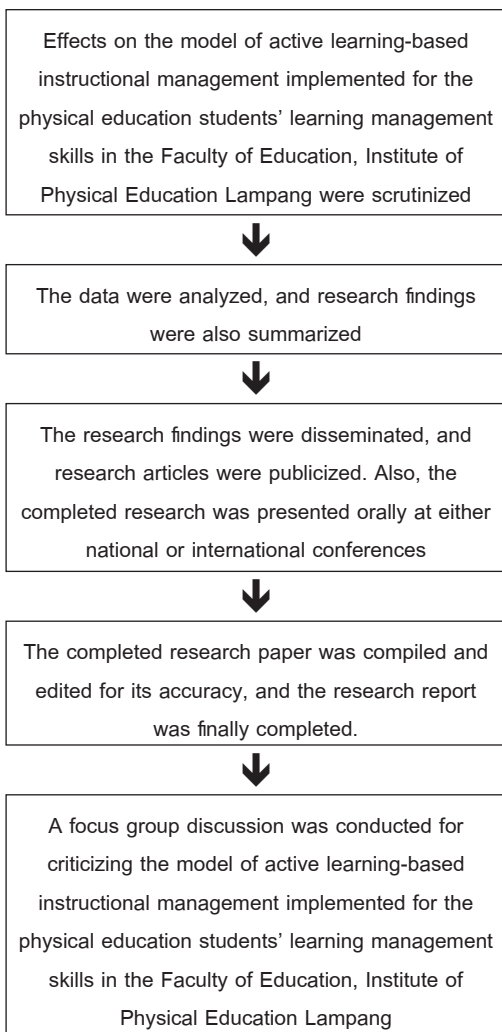 Effects on the model of active learning-based
instructional management implemented for the
physical education students’ learning management
skills in the Faculty of Education, Institute of
Physical Education Lampang were scrutinized
The data were analyzed, and research findings
were also summarized
The research findings were disseminated, and
research articles were publicized. Also, the
completed research was presented orally at either
national or international conferences
The completed research paper was compiled and
edited for its accuracy, and the research report
was finally completed.
A focus group discussion was conducted for
criticizing the model of active learning-based
instructional management implemented for the
physical education students’ learning management
skills in the Faculty of Education, Institute of
Physical Education Lampang